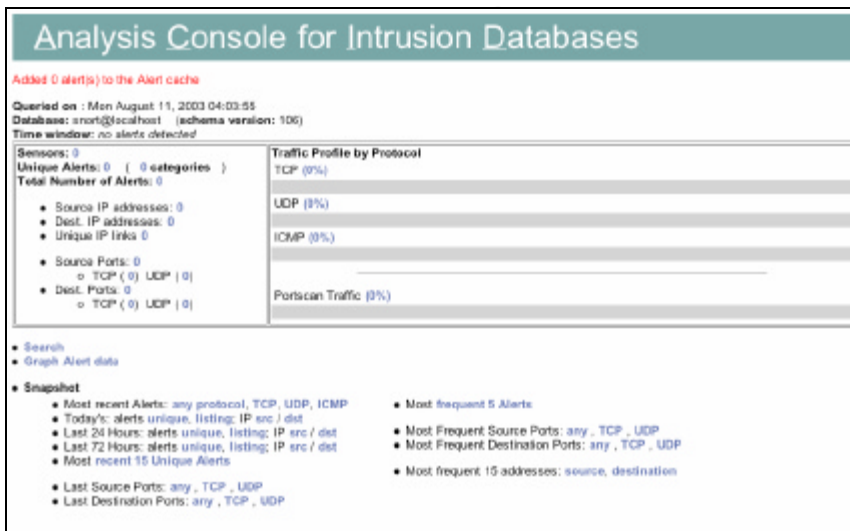 Analysis Console for Intrusion Databases
Added 0 alert(s) to the Alert cache
Queried on : Mon August 11, 2003 04:03:55
Database: snort@localhost (schema version: 106)
Time window: no alerts detected
Sensors: 0
Unique Alerts: 0 ( 0 categories )
Total Number of Alerts: 0
• Source IP addresses: 0
• Dest. IP addresses: 0
• Unique IP links 0
• Source Ports: 0
o TCP ( 0) UDP ( 0)
• Dest. Ports: 0
o TCP ( 0) UDP ( 0)
Traffic Profile by Protocol
TCP (0%)
UDP (0%)
ICMP (0%)
Portscan Traffic (0%)
• Search
• Graph Alert data
• Snapshot
• Most recent Alerts: any protocol, TCP, UDP, ICMP
• Today's: alerts unique, listing; IP src / dst
• Last 24 Hours: alerts unique, listing; IP src / dst
• Last 72 Hours: alerts unique, listing; IP src / dst
• Most recent 15 Unique Alerts
• Last Source Ports: any , TCP , UDP
• Last Destination Ports: any , TCP , UDP
• Most frequent 5 Alerts
• Most Frequent Source Ports: any , TCP , UDP
• Most Frequent Destination Ports: any , TCP , UDP
• Most frequent 15 addresses: source, destination